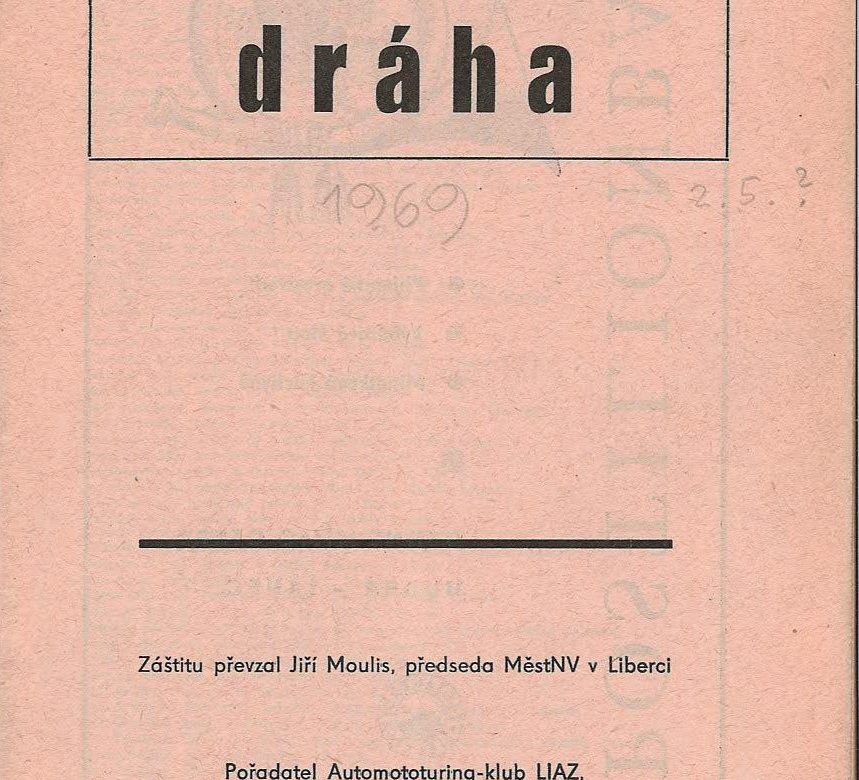 dráha
1969 2. 5. ?
Záštitu převzal Jiří Moulis, předseda MěstNV v Liberci
Pořadatel Automototuring-klub LIAZ,